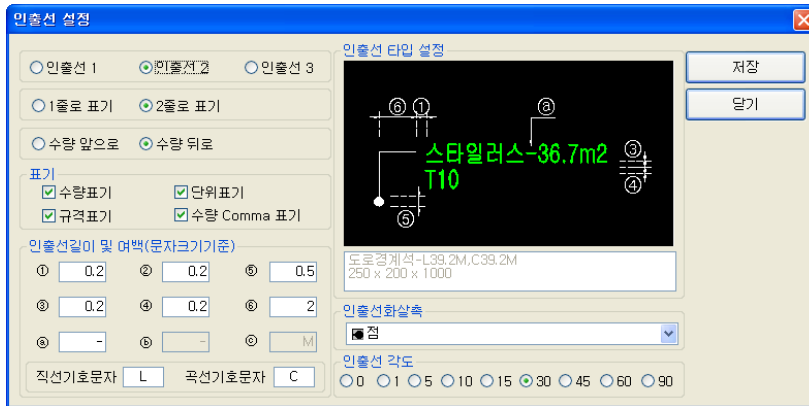 인출선 설정
인출선 1 인출선 2 인출선 3
1줄로 표기 2줄로 표기
수량 앞으로 수량 뒤로
표기
수량표기 단위표기
규격표기 수량 Comma 표기
인출선길이 및 여백(문자크기기준)
① 0.2 ② 0.2 ⑤ 0.5
③ 0.2 ④ 0.2 ⑥ 2
ⓐ - ⓑ - ⓒ M
직선기호문자 L 곡선기호문자 C
인출선 타입 설정
⑥ ① ⓐ
스타일러스-36.7m2 ③
T10 ④
⑤
도로경계석-L39.2M,C39.2M
250 x 200 x 1000
인출선화살촉
점
인출선 각도
0 1 5 10 15 30 45 60 90
저장
닫기